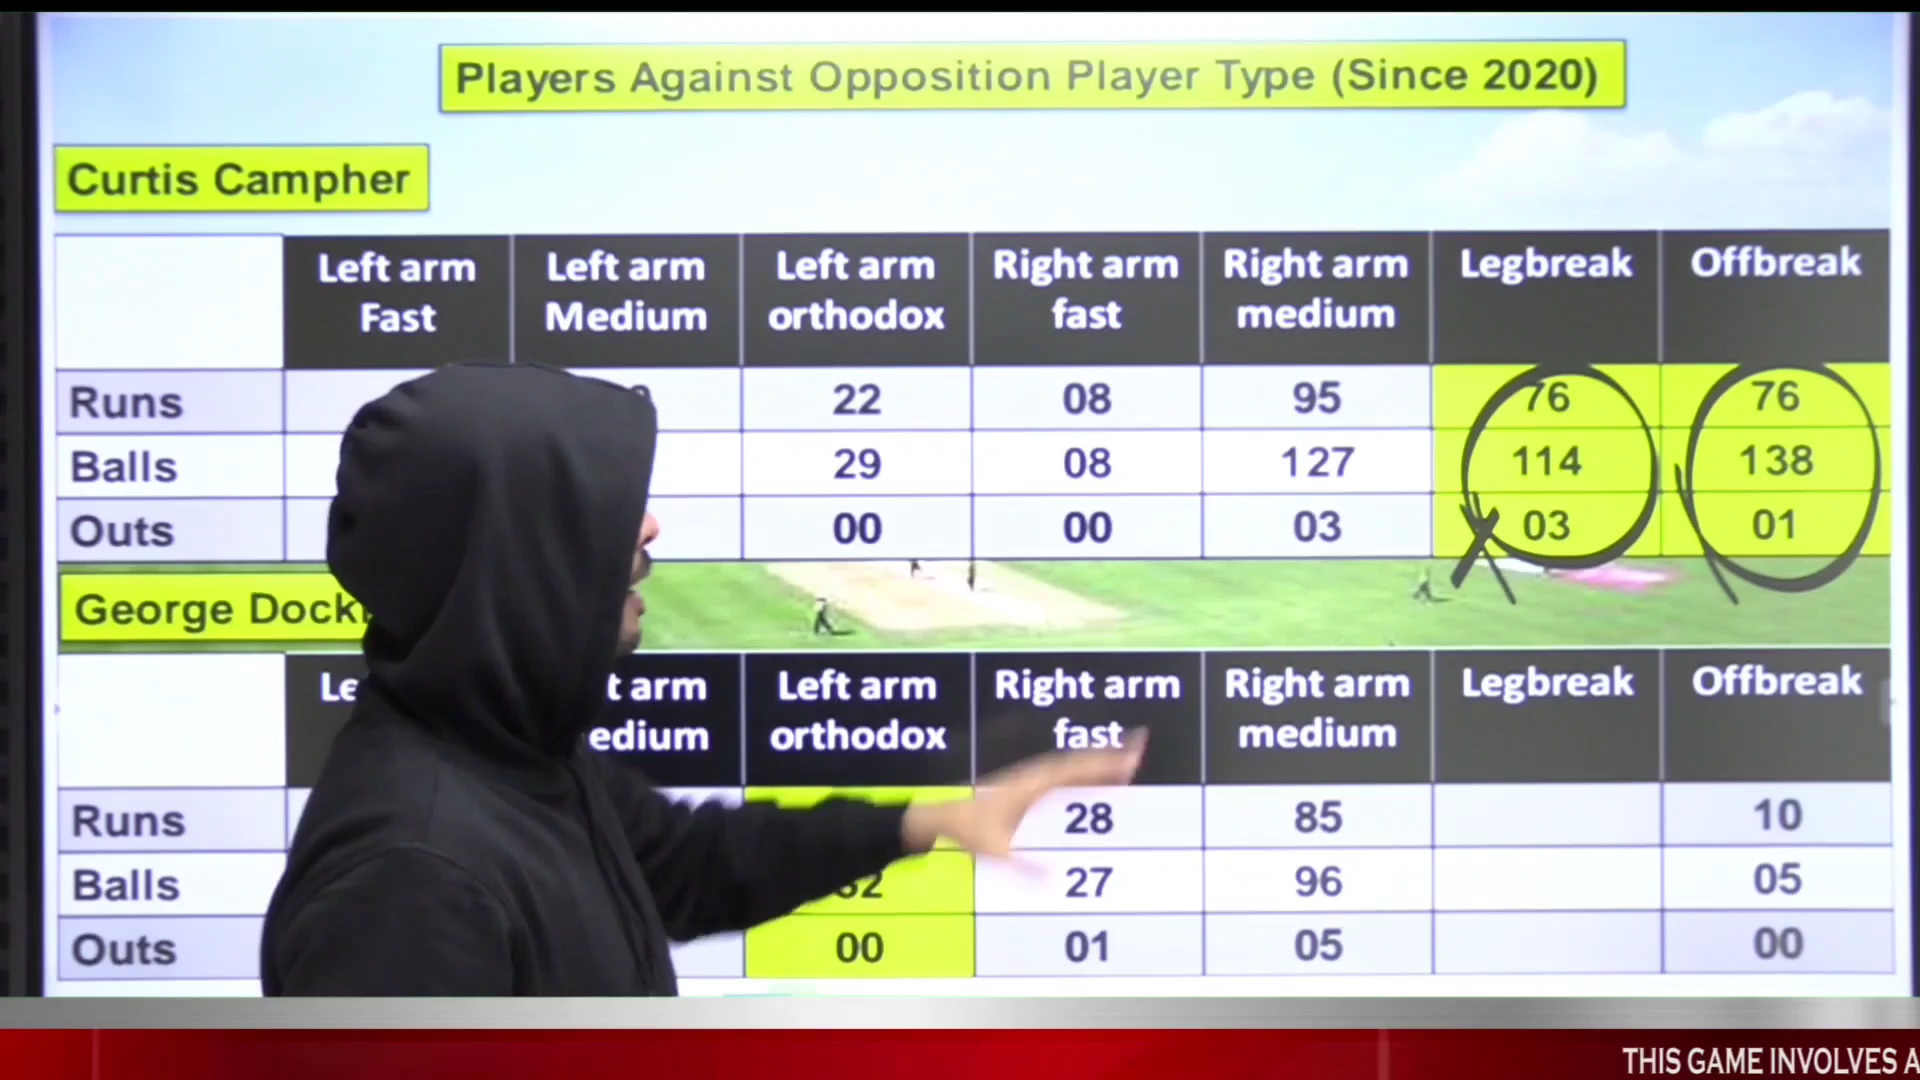 Players Against Opposition Player Type (Since 2020)
Curtis Campher
Left arm Fast Left arm Medium Left arm orthodox Right arm fast Right arm medium Legbreak Offbreak
Runs 22 08 95 76 76
Balls 29 08 127 114 138
Outs 00 00 03 03 01
George
Left arm orthodox Right arm fast Right arm medium Legbreak Offbreak
Runs 28 85 10
Balls 27 96 05
Outs 00 01 05 00
THIS GAME INVOLVES A